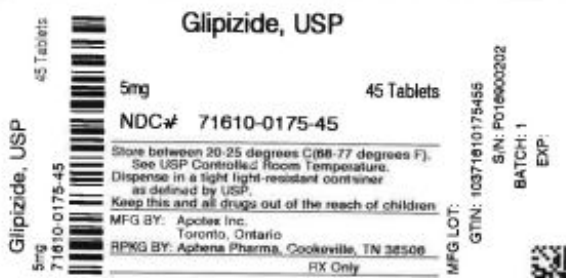 Glipizide, USP
5mg 45 Tablets
NDC# 71610-0175-45
Store between 20-25 degrees C(68-77 degrees F).
See USP Controlled Room Temperature.
Dispense in a tight light-resistant container
as defined by USP.
Keep this and all drugs out of the reach of children
MFG BY: Apotex Inc.
Toronto, Ontario
RPKG BY: Aphena Pharma, Cookeville, TN 38506
RX Only
Glipizide, USP 45 Tablets
5mg
71610-0175-45
MFG LOT:
GTIN: 10371610175455
S/N: P016900202
BATCH: 1
EXP: